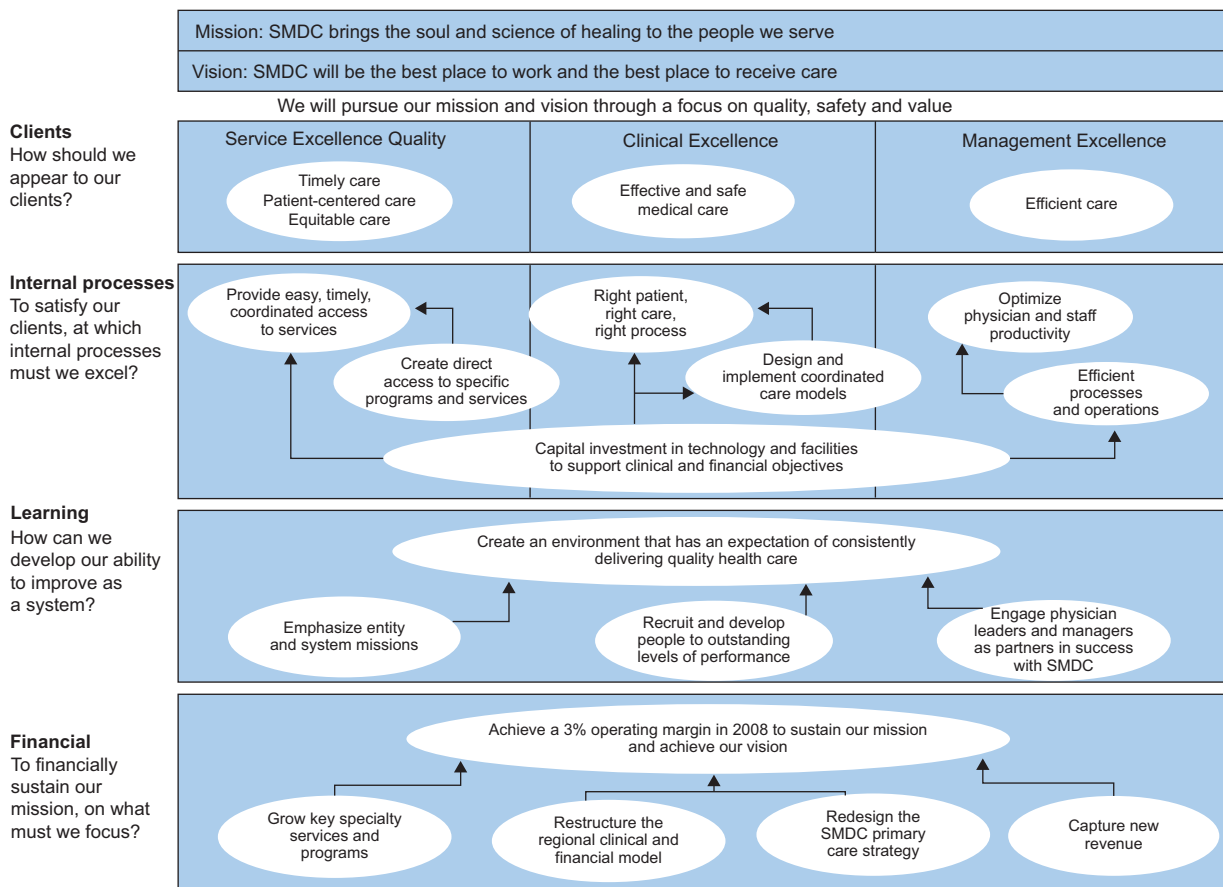 Mission: SMDC brings the soul and science of healing to the people we serve
Vision: SMDC will be the best place to work and the best place to receive care
We will pursue our mission and vision through a focus on quality, safety and value
Clients
How should we
appear to our
clients?
Service Excellence Quality
Timely care
Patient-centered care
Equitable care
Clinical Excellence
Effective and safe
medical care
Management Excellence
Efficient care
Internal processes
To satisfy our
clients, at which
internal processes
must we excel?
Provide easy, timely,
coordinated access
to services
Create direct
access to specific
programs and services
Right patient,
right care,
right process
Design and
implement coordinated
care models
Optimize
physician and staff
productivity
Efficient
processes
and operations
Capital investment in technology and facilities
to support clinical and financial objectives
Learning
How can we
develop our ability
to improve as
a system?
Create an environment that has an expectation of consistently
delivering quality health care
Emphasize entity
and system missions
Recruit and develop
people to outstanding
levels of performance
Engage physician
leaders and managers
as partners in success
with SMDC
Financial
To financially
sustain our
mission, on what
must we focus?
Achieve a 3% operating margin in 2008 to sustain our mission
and achieve our vision
Grow key specialty
services and
programs
Restructure the
regional clinical and
financial model
Redesign the
SMDC primary
care strategy
Capture new
revenue